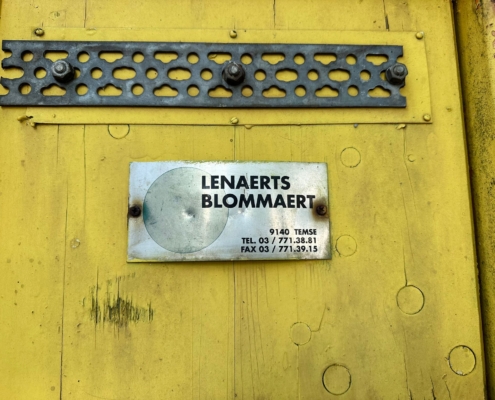 LENAERTS
BLOMMAERT
9140 TEMSE
TEL. 03 / 771.38.81
FAX 03 / 771.39.15